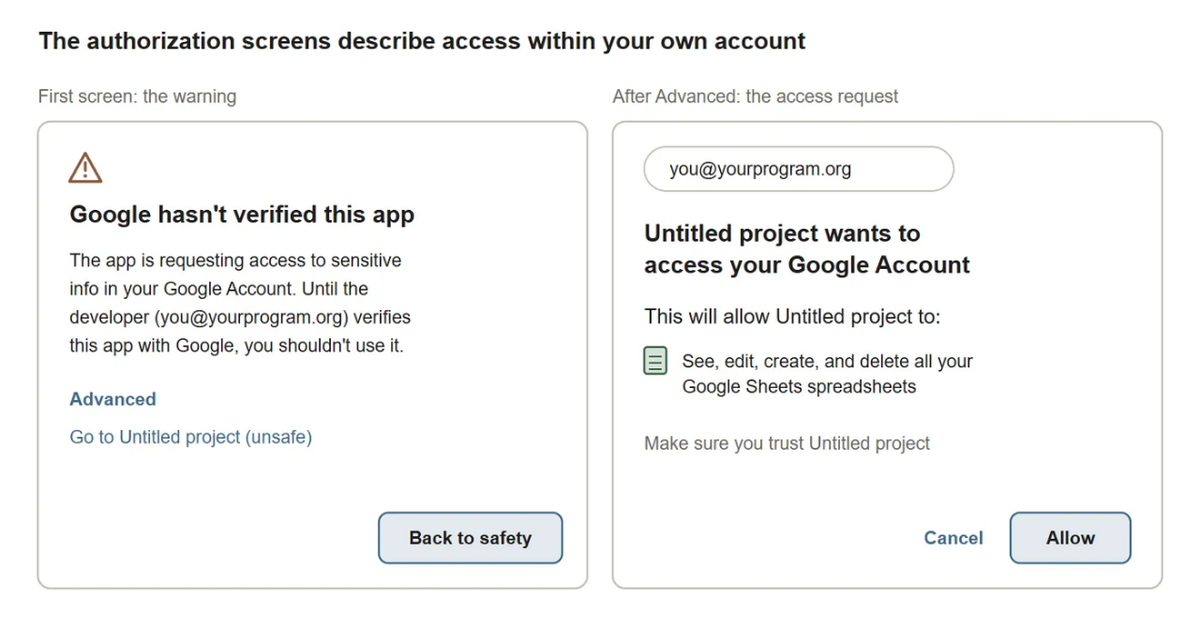 The authorization screens describe access within your own account
First screen: the warning
Google hasn't verified this app
The app is requesting access to sensitive
info in your Google Account. Until the
developer (you@yourprogram.org) verifies
this app with Google, you shouldn't use it.
Advanced
Go to Untitled project (unsafe)
Back to safety
After Advanced: the access request
you@yourprogram.org
Untitled project wants to
access your Google Account
This will allow Untitled project to:
See, edit, create, and delete all your
Google Sheets spreadsheets
Make sure you trust Untitled project
Cancel
Allow